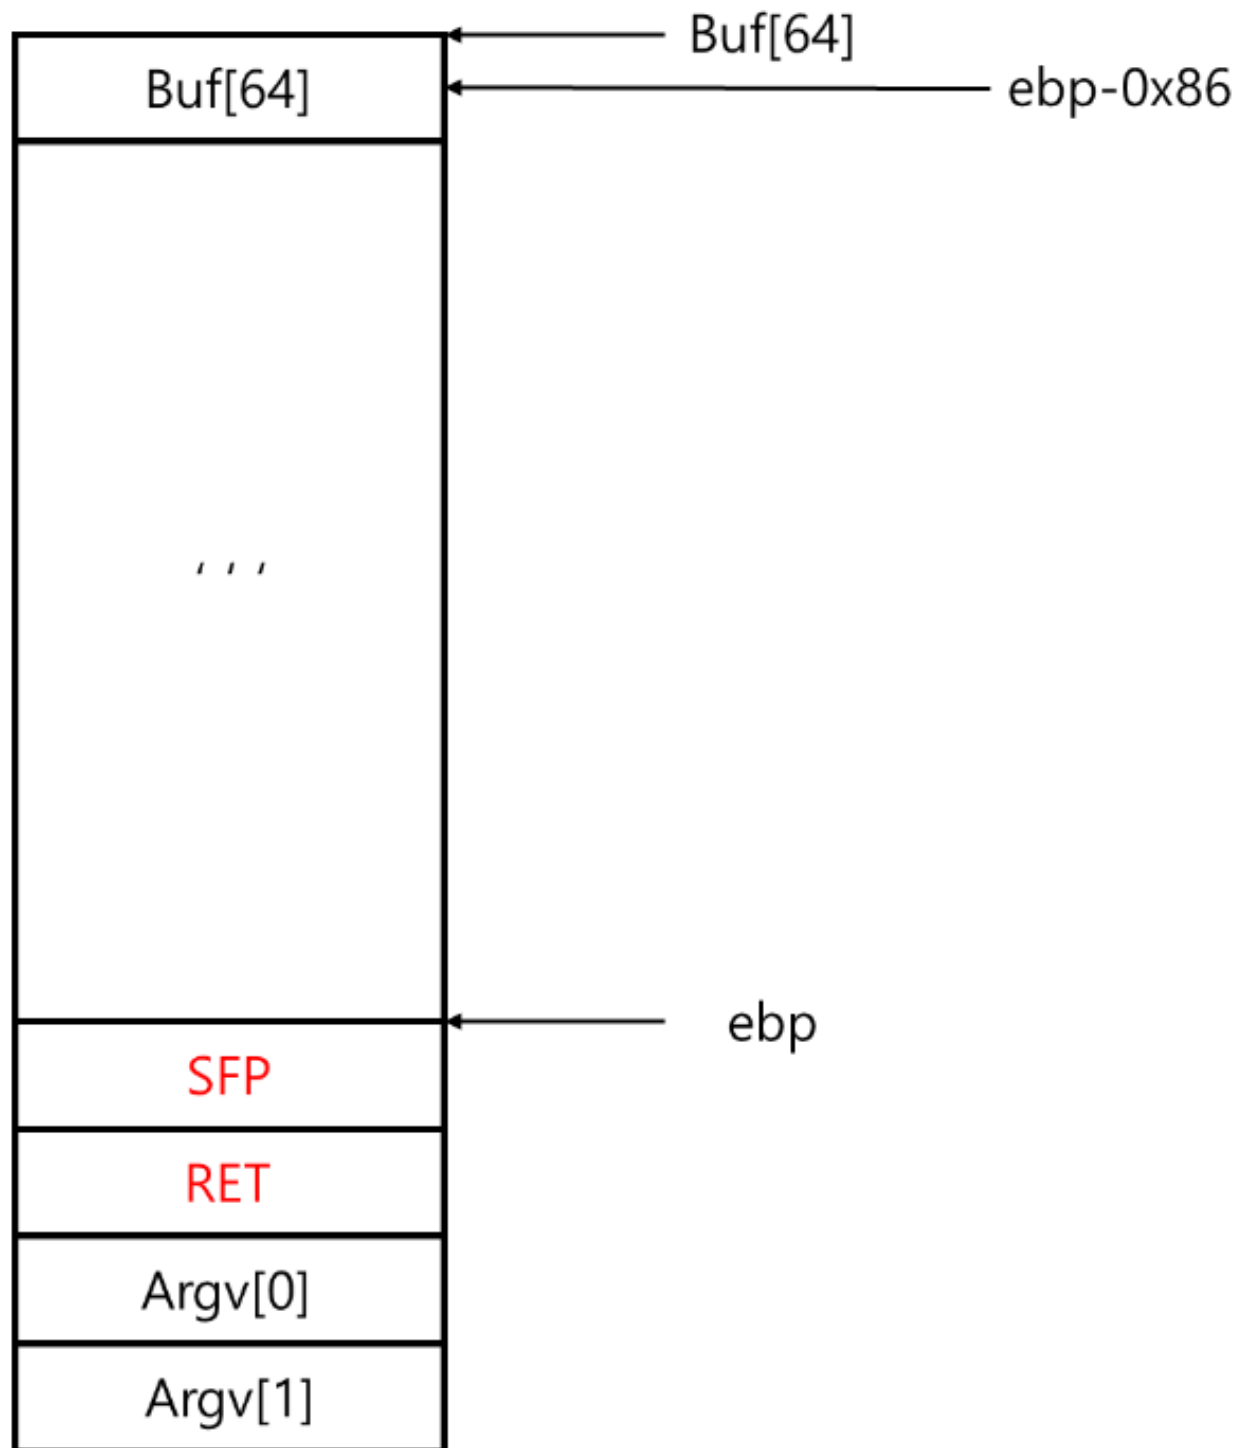 Buf[64]
Buf[64]
ebp-0x86
, , ,
ebp
SFP
RET
Argv[0]
Argv[1]